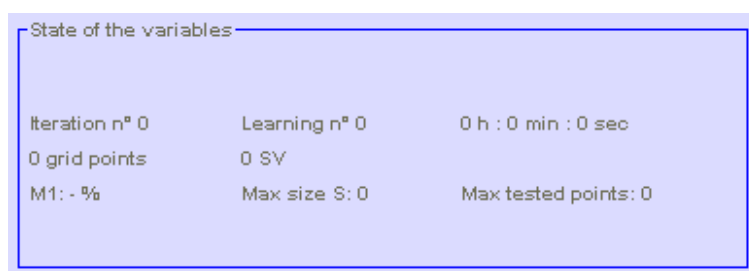 State of the variables
Iteration n° 0 Learning n° 0 0 h : 0 min : 0 sec
0 grid points 0 SV
M1: - % Max size S: 0 Max tested points: 0